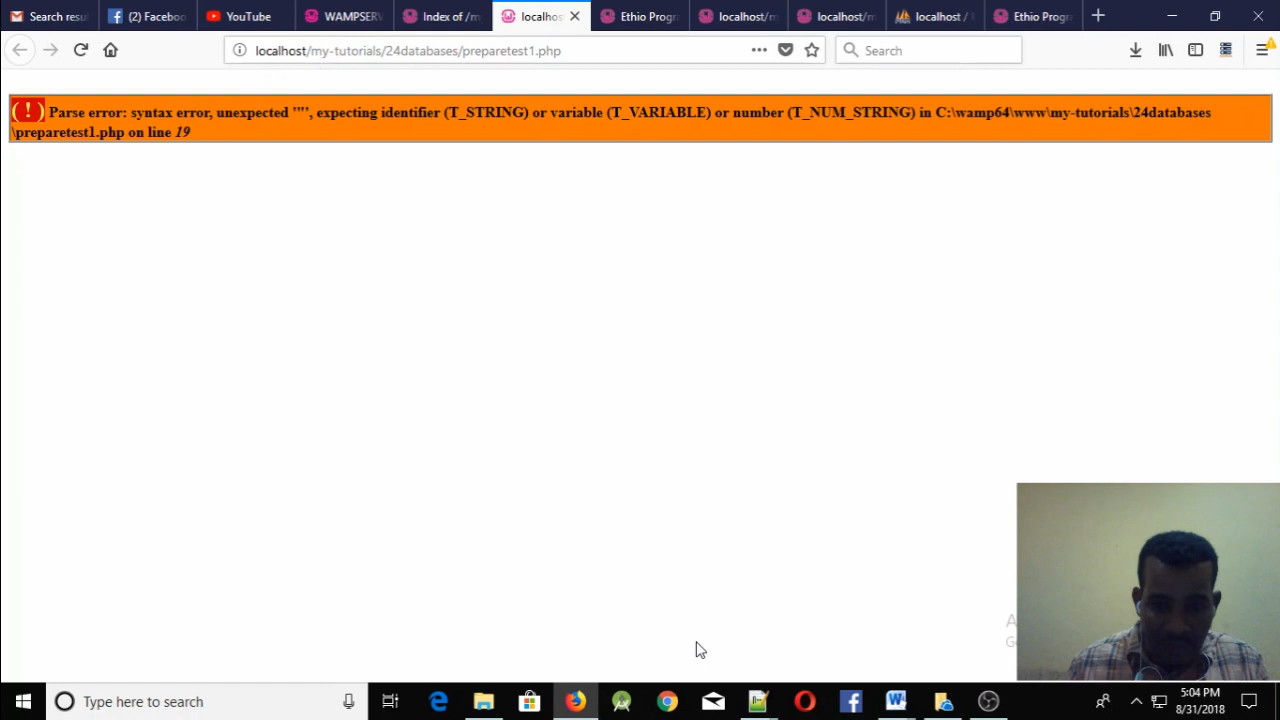 Search resu
(2) Faceboo
YouTube
WAMPSERV
Index of /m
localhos
Ethio Progr
localhost/m
localhost/m
localhost / 
Ethio Progr
localhost/my-tutorials/24databases/preparetest1.php
Search
( ! ) Parse error: syntax error, unexpected '"', expecting identifier (T_STRING) or variable (T_VARIABLE) or number (T_NUM_STRING) in C:\wamp64\www\my-tutorials\24databases
\preparetest1.php on line 19
Type here to search
5:04 PM
8/31/2018